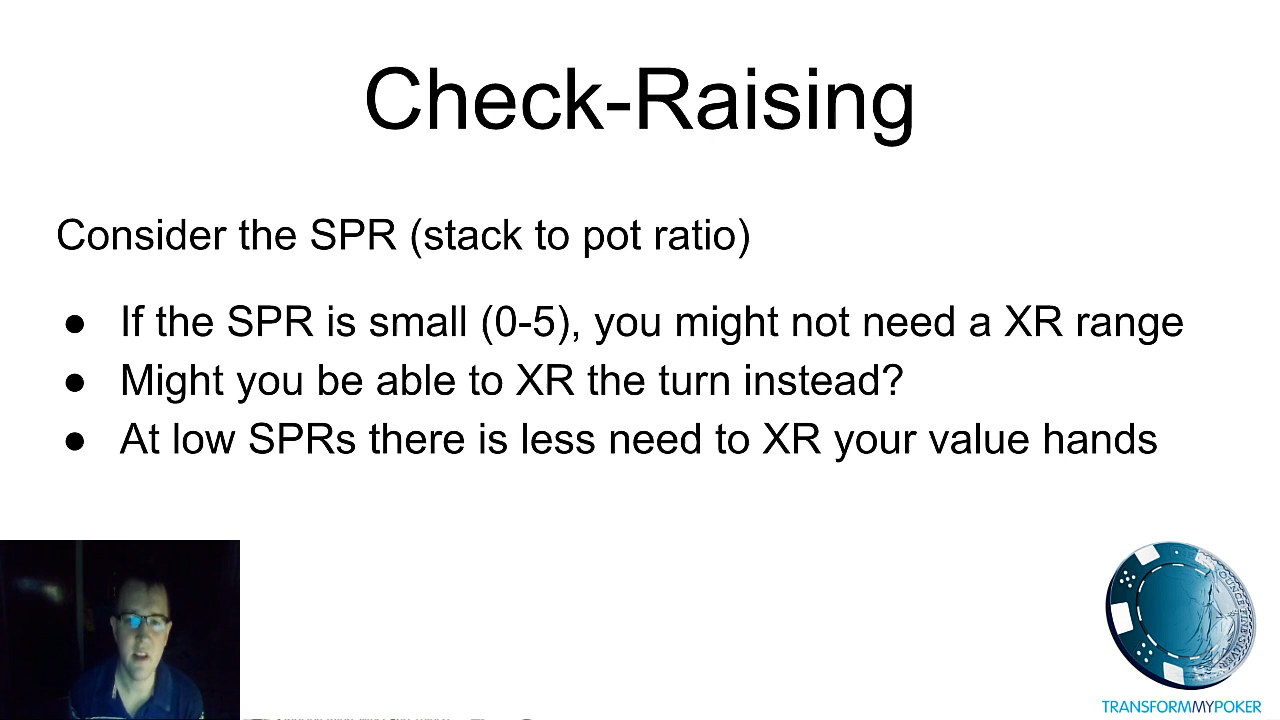 Check-Raising
Consider the SPR (stack to pot ratio)
● If the SPR is small (0-5), you might not need a XR range
● Might you be able to XR the turn instead?
● At low SPRs there is less need to XR your value hands
TRANSFORMMYPOKER